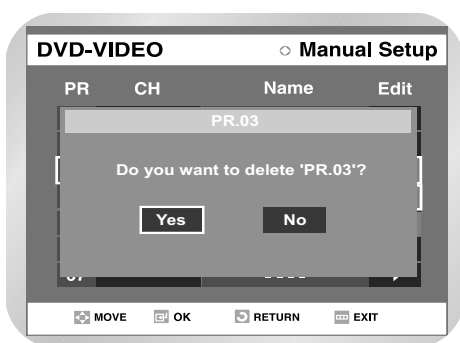 DVD-VIDEO Manual Setup
PR CH Name Edit
PR.03
Do you want to delete 'PR.03'?
Yes No
MOVE OK RETURN EXIT